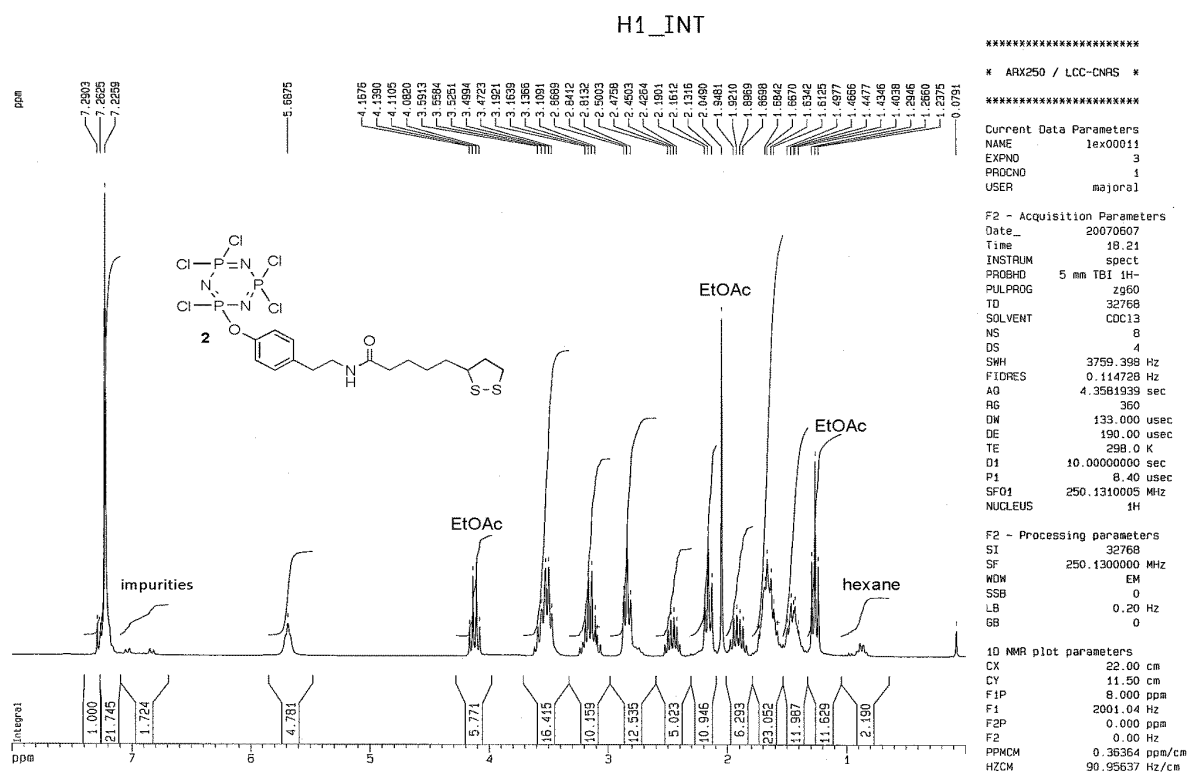 H1_INT
ppm
7.2903
7.2625
7.2259
5.6875
4.1676
4.1390
4.1105
4.0820
3.5913
3.5584
3.5251
3.4994
3.4723
3.1921
3.1639
3.1366
3.1091
2.8689
2.8412
2.8132
2.5003
2.4758
2.4503
2.4264
2.1901
2.1612
2.1316
2.0490
1.9481
1.9210
1.8969
1.8698
1.6842
1.6670
1.6342
1.6125
1.4977
1.4666
1.4477
1.4346
1.4038
1.2946
1.2660
1.2375
0.0791
Cl
Cl
Cl P N Cl
N P
Cl P N Cl
O
2
O
N
H
S S
impurities
EtOAc
EtOAc
EtOAc
hexane
Integral
1.000
21.745
1.724
4.781
5.771
16.415
10.159
12.535
5.023
10.946
6.293
23.052
11.987
11.629
2.190
ppm 7 6 5 4 3 2 1
***********************
* ARX250 / LCC-CNRS *
***********************
Current Data Parameters
NAME lex00011
EXPNO 3
PROCNO 1
USER majoral
F2 - Acquisition Parameters
Date_ 20070607
Time 18.21
INSTRUM spect
PROBHD 5 mm TBI 1H-
PULPROG zg60
TD 32768
SOLVENT CDCl3
NS 8
DS 4
SWH 3759.398 Hz
FIDRES 0.114728 Hz
AQ 4.3581939 sec
RG 360
DW 133.000 usec
DE 190.00 usec
TE 298.0 K
D1 10.00000000 sec
P1 8.40 usec
SFO1 250.1310005 MHz
NUCLEUS 1H
F2 - Processing parameters
SI 32768
SF 250.1300000 MHz
WDW EM
SSB 0
LB 0.20 Hz
GB 0
1D NMR plot parameters
CX 22.00 cm
CY 11.50 cm
F1P 8.000 ppm
F1 2001.04 Hz
F2P 0.000 ppm
F2 0.00 Hz
PPMCM 0.36364 ppm/cm
HZCM 90.95637 Hz/cm